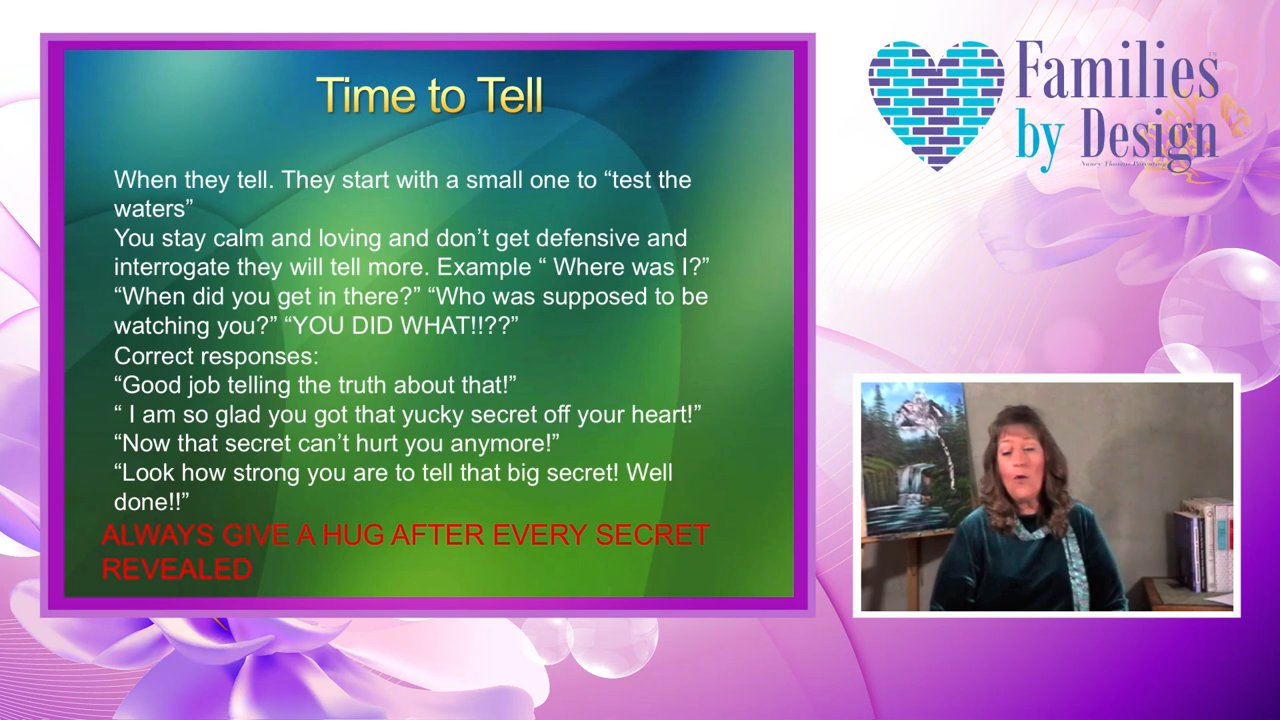 Time to Tell
When they tell. They start with a small one to “test the
waters”
You stay calm and loving and don’t get defensive and
interrogate they will tell more. Example “ Where was I?”
“When did you get in there?” “Who was supposed to be
watching you?” “YOU DID WHAT!!??”
Correct responses:
“Good job telling the truth about that!”
“ I am so glad you got that yucky secret off your heart!”
“Now that secret can’t hurt you anymore!”
“Look how strong you are to tell that big secret! Well
done!!”
ALWAYS GIVE A HUG AFTER EVERY SECRET
REVEALED
Families
by Design
Nancy Thomas Parenting